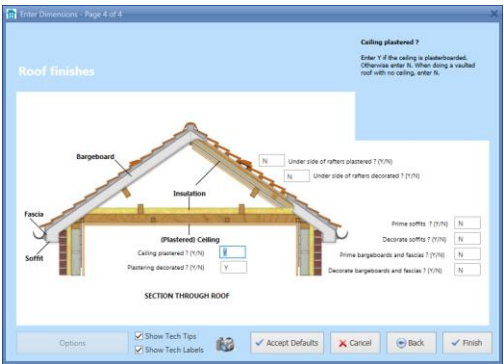 Enter Dimensions - Page 4 of 4
Ceiling plastered ?
Enter Y if the ceiling is plasterboarded.
Otherwise enter N. When doing a vaulted
roof with no ceiling, enter N.
Roof finishes
Bargeboard
N Under side of rafters plastered ? (Y/N)
N Under side of rafters decorated ? (Y/N)
Insulation
Fascia
Soffit
(Plastered) Ceiling
Ceiling plastered ? (Y/N)
Plastering decorated ? (Y/N) Y
Prime soffits ? (Y/N) N
Decorate soffits ? (Y/N) N
Prime bargeboards and fascias ? (Y/N) N
Decorate bargeboards and fascias ? (Y/N) N
SECTION THROUGH ROOF
Options
Show Tech Tips
Show Tech Labels
Accept Defaults
Cancel
Back
Finish